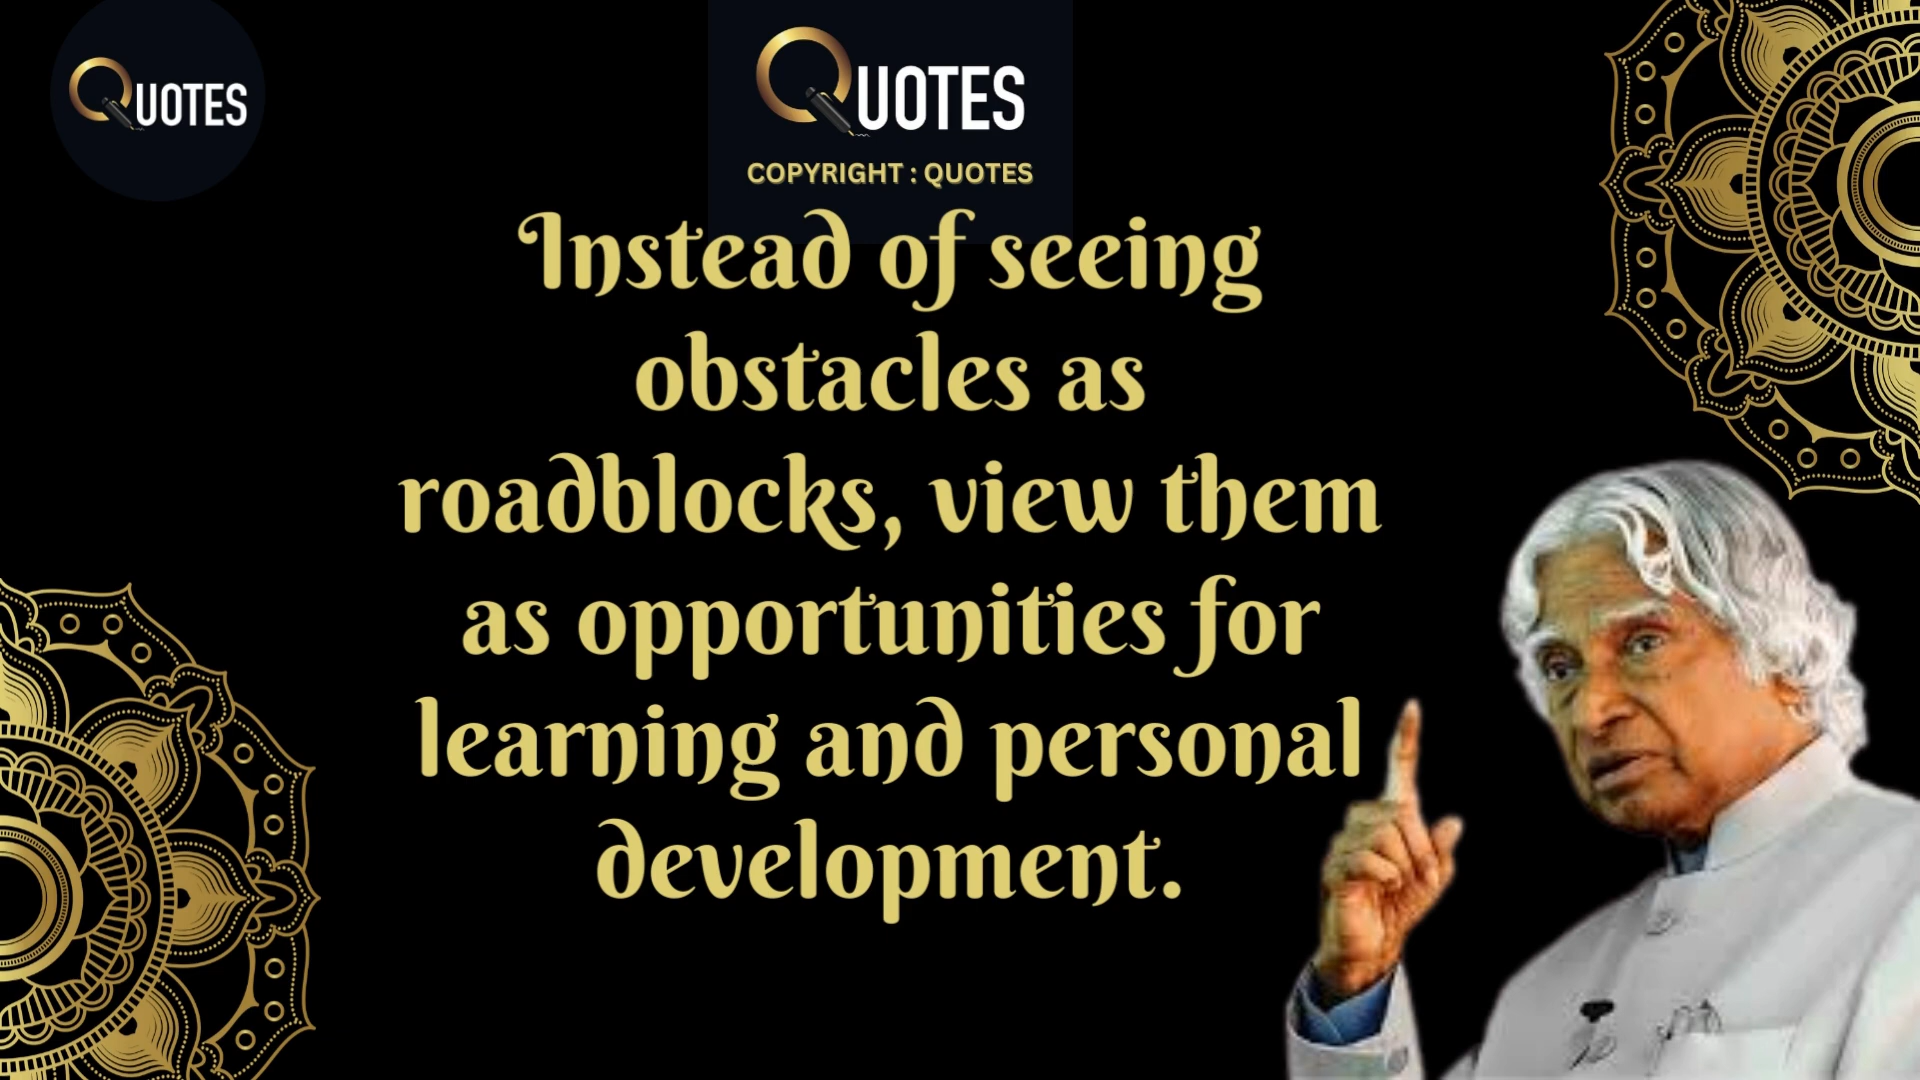 QUOTES
QUOTES
COPYRIGHT : QUOTES
Instead of seeing
obstacles as
roadblocks, view them
as opportunities for
learning and personal
development.